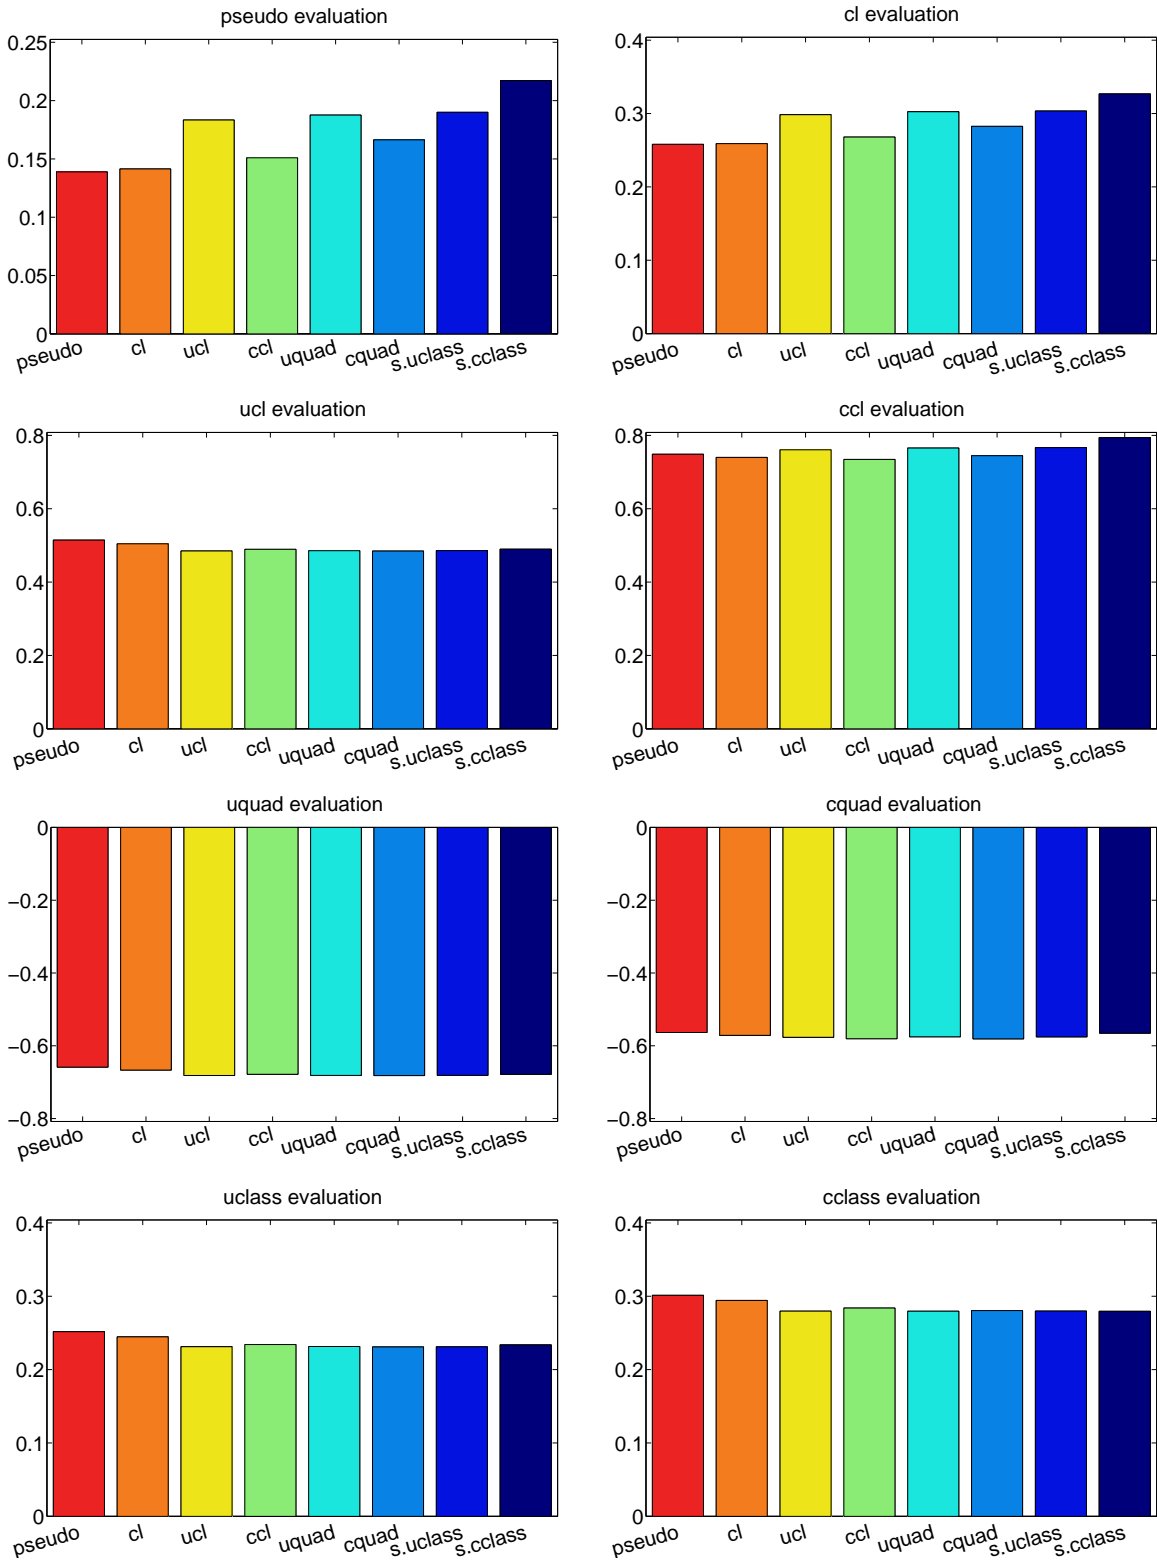 pseudo evaluation
0.25
0.2
0.15
0.1
0.05
0
pseudo cl ucl ccl uquad cquad s.uclass s.cclass
cl evaluation
0.4
0.3
0.2
0.1
0
pseudo cl ucl ccl uquad cquad s.uclass s.cclass
ucl evaluation
0.8
0.6
0.4
0.2
0
pseudo cl ucl ccl uquad cquad s.uclass s.cclass
ccl evaluation
0.8
0.6
0.4
0.2
0
pseudo cl ucl ccl uquad cquad s.uclass s.cclass
uquad evaluation
0
−0.2
−0.4
−0.6
−0.8
pseudo cl ucl ccl uquad cquad s.uclass s.cclass
cquad evaluation
0
−0.2
−0.4
−0.6
−0.8
pseudo cl ucl ccl uquad cquad s.uclass s.cclass
uclass evaluation
0.4
0.3
0.2
0.1
0
pseudo cl ucl ccl uquad cquad s.uclass s.cclass
cclass evaluation
0.4
0.3
0.2
0.1
0
pseudo cl ucl ccl uquad cquad s.uclass s.cclass